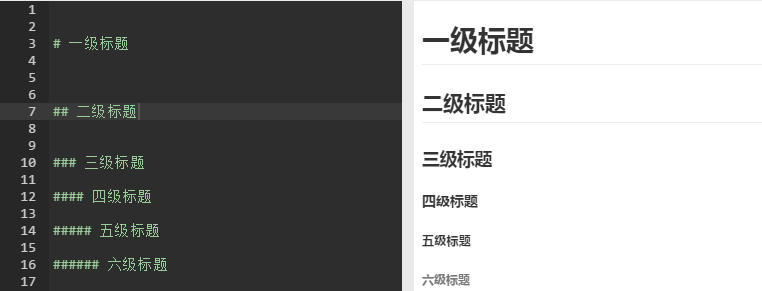 1
2
3 # 一级标题
4
5
6
7 ## 二级标题
8
9
10 ### 三级标题
11
12 #### 四级标题
13
14 ##### 五级标题
15
16 ###### 六级标题
17
一级标题
二级标题
三级标题
四级标题
五级标题
六级标题